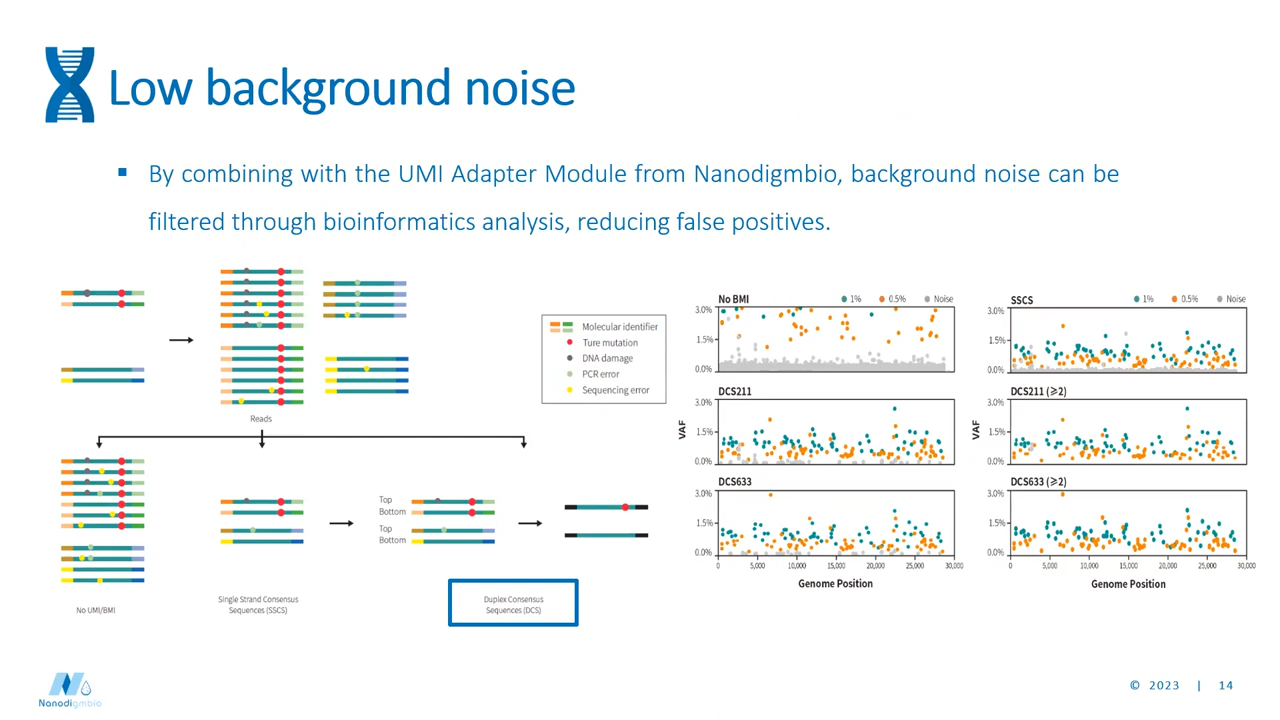 Low background noise
▪ By combining with the UMI Adapter Module from Nanodigmbio, background noise can be
filtered through bioinformatics analysis, reducing false positives.
Molecular identifier
Ture mutation
DNA damage
PCR error
Sequencing error
Reads
Top
Bottom
Top
Bottom
No UMI/BMI
Single Strand Consensus
Sequences (SSCS)
Duplex Consensus
Sequences (DCS)
No BMI
1% 0.5% Noise
3.0%
1.5%
0.0%
SSCS
1% 0.5% Noise
3.0%
1.5%
0.0%
DCS211
3.0%
1.5%
0.0%
VAF
DCS211 (≥2)
3.0%
1.5%
0.0%
VAF
DCS633
3.0%
1.5%
0.0%
0 5,000 10,000 15,000 20,000 25,000 30,000
Genome Position
DCS633 (≥2)
3.0%
1.5%
0.0%
0 5,000 10,000 15,000 20,000 25,000 30,000
Genome Position
Nanodigmbio
© 2023 | 14